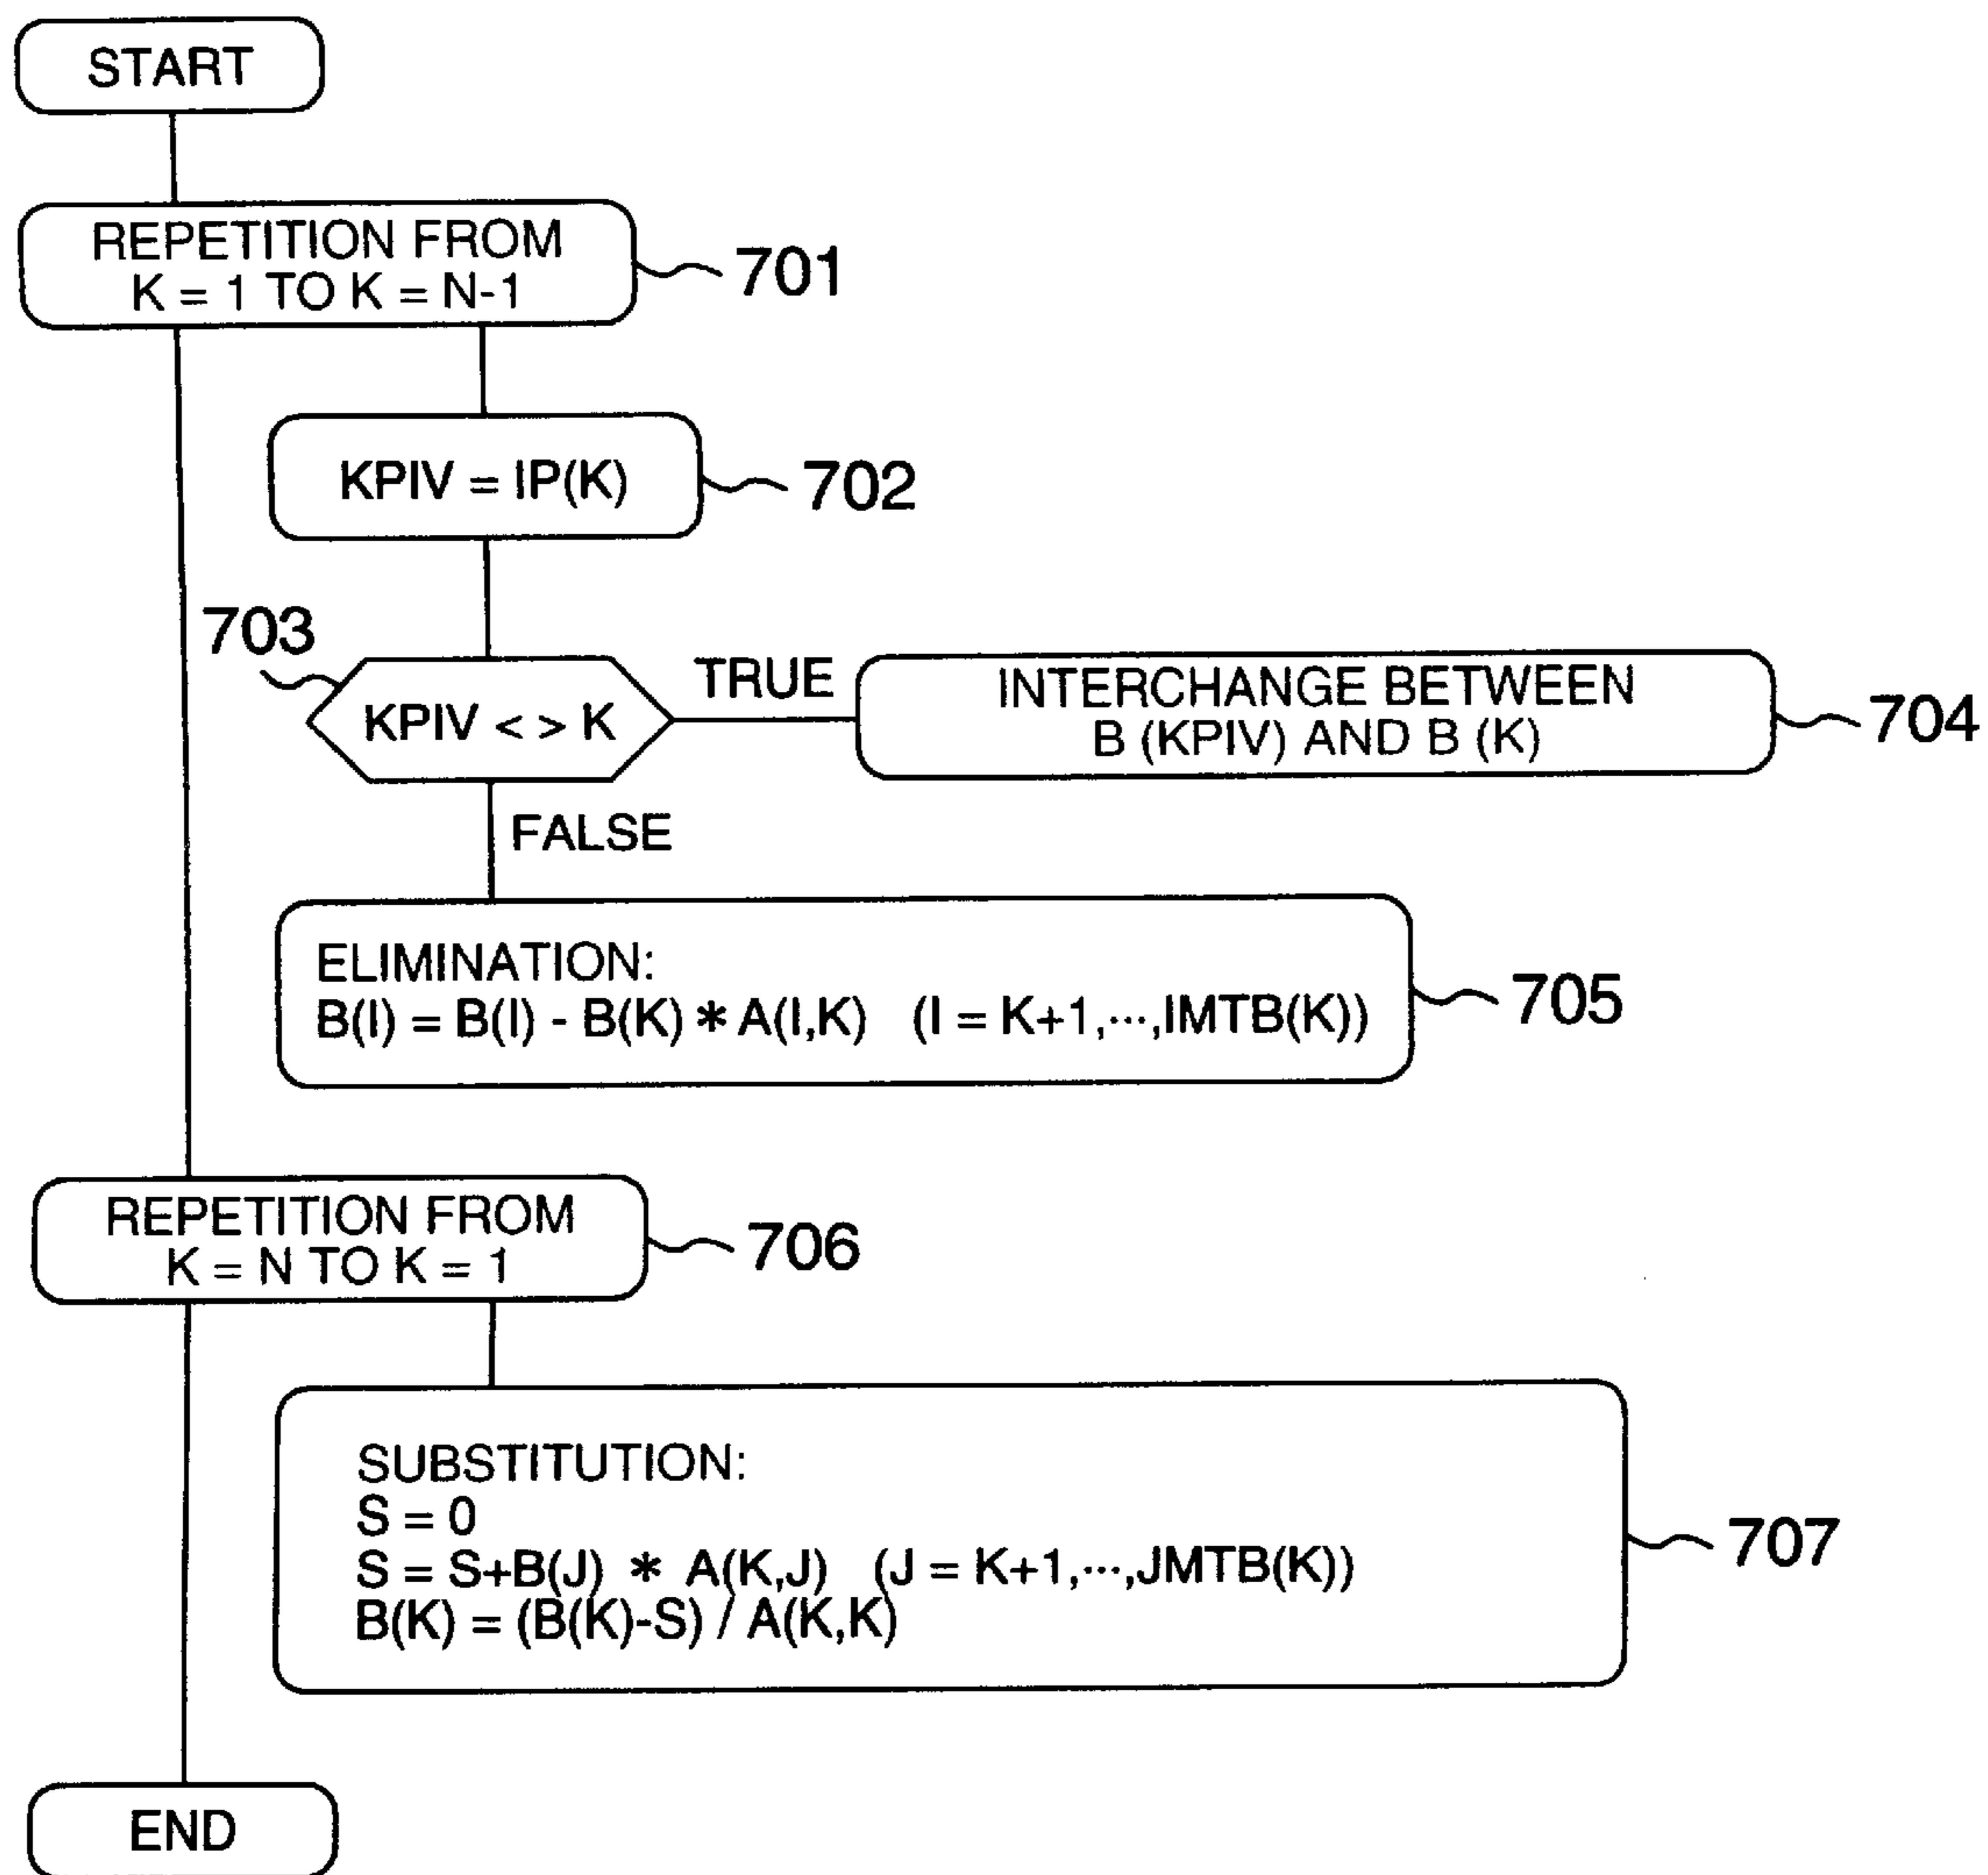 START
REPETITION FROM
K = 1 TO K = N-1
701
KPIV = IP(K)
702
703
KPIV < > K
TRUE
INTERCHANGE BETWEEN
B (KPIV) AND B (K)
704
FALSE
ELIMINATION:
B(I) = B(I) - B(K) * A(I,K) (I = K+1,···,IMTB(K))
705
REPETITION FROM
K = N TO K = 1
706
SUBSTITUTION:
S = 0
S = S+B(J) * A(K,J) (J = K+1,···,JMTB(K))
B(K) = (B(K)-S) / A(K,K)
707
END